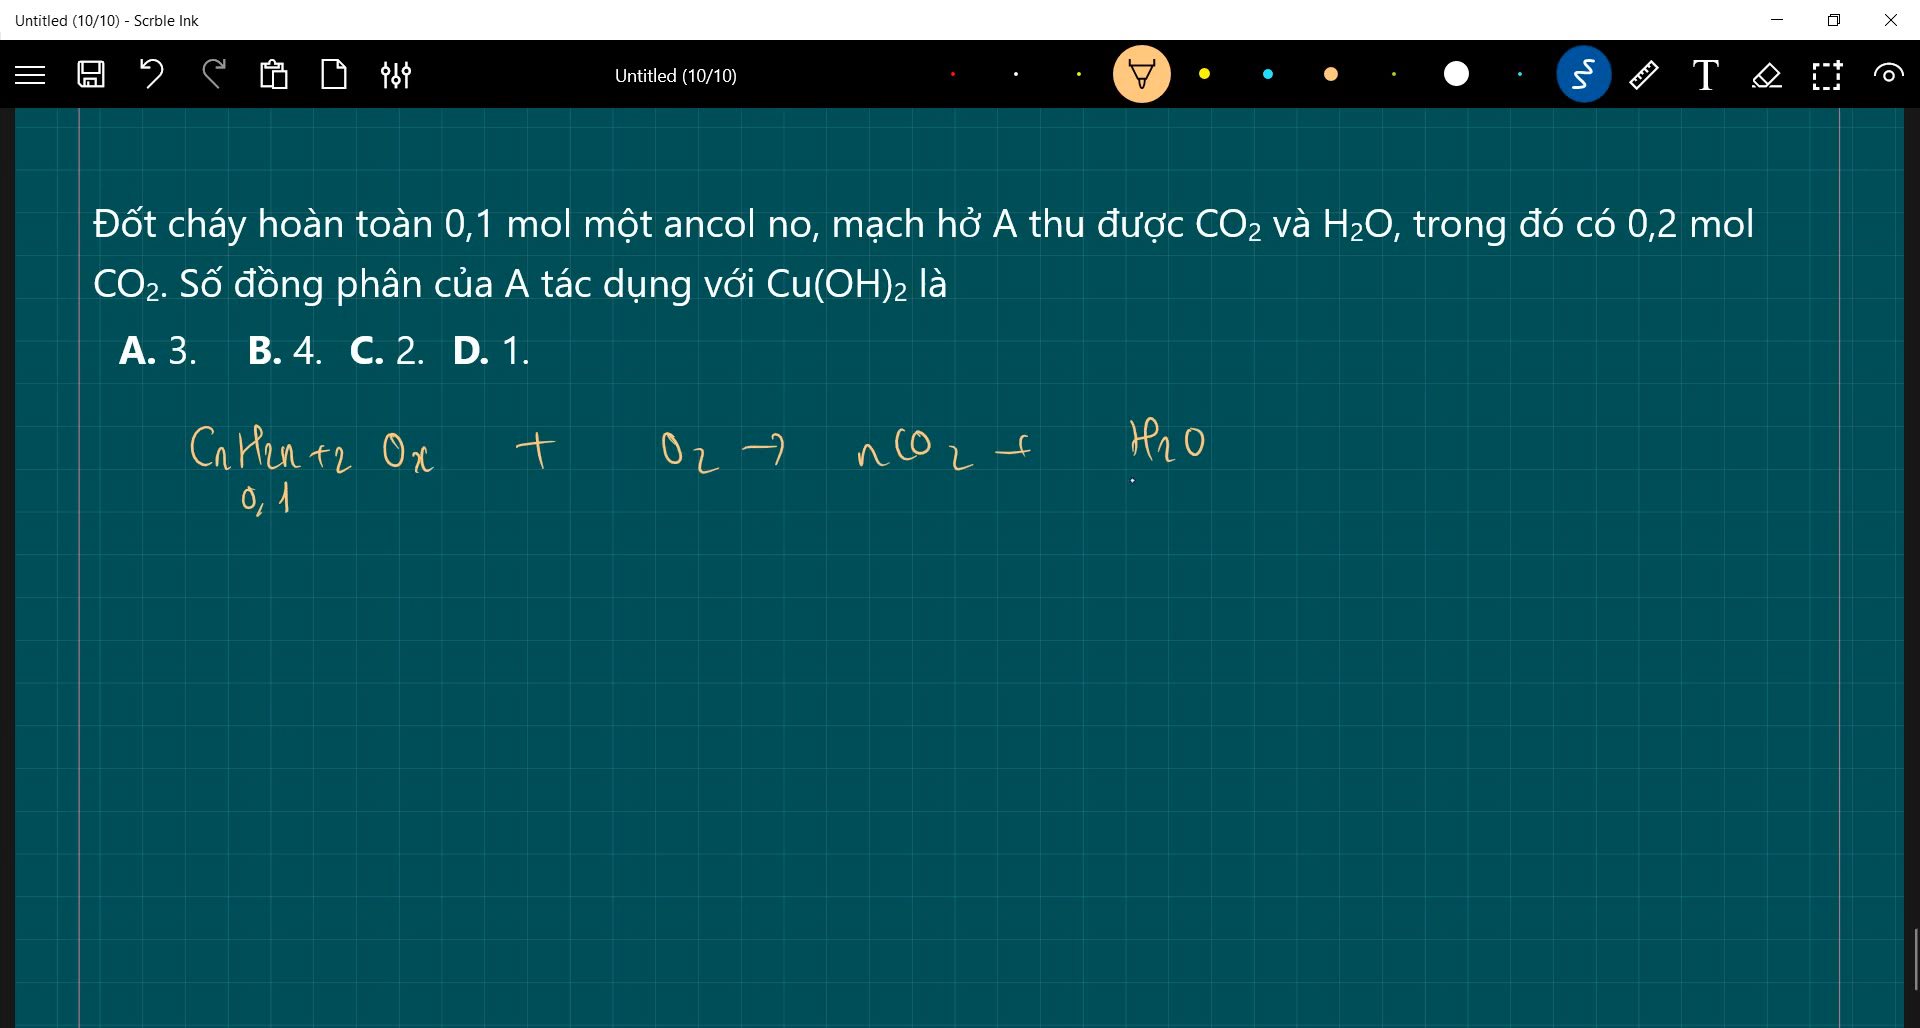 Untitled (10/10) - Scrble Ink
Untitled (10/10)
T
Đốt cháy hoàn toàn 0,1 mol một ancol no, mạch hở A thu được CO₂ và H₂O, trong đó có 0,2 mol
CO₂. Số đồng phân của A tác dụng với Cu(OH)₂ là
A. 3. B. 4. C. 2. D. 1.
CnH2n+2 Ox + O2 → nCO2 + H2O
0,1